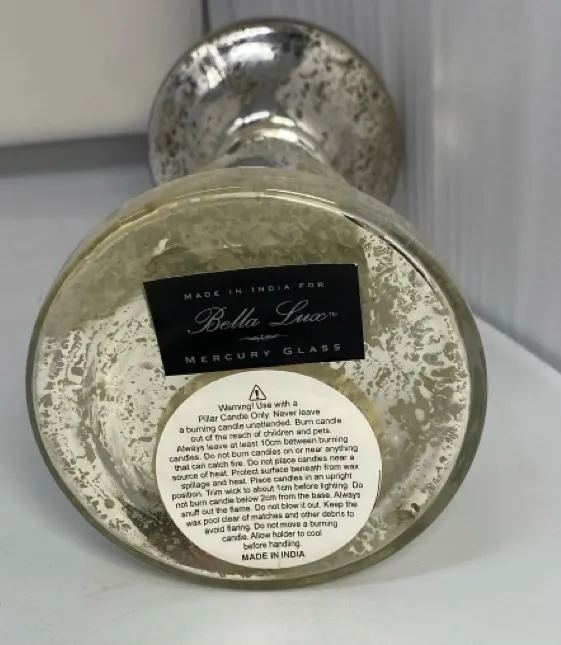 MADE IN INDIA FOR
Bella Lux™
MERCURY GLASS
Warning! Use with a
Pillar Candle Only. Never leave
a burning candle unattended. Burn candle
out of the reach of children and pets.
Always leave at least 10cm between burning
candles. Do not burn candles on or near anything
that can catch fire. Do not place candles near a
source of heat. Protect surface beneath from wax
spillage and heat. Place candles in an upright
position. Trim wick to about 1cm before lighting. Do
not burn candle below 2cm from the base. Always
snuff out the flame. Do not blow it out. Keep the
wax pool clear of matches and other debris to
avoid flaring. Do not move a burning
candle. Allow holder to cool
before handling.
MADE IN INDIA